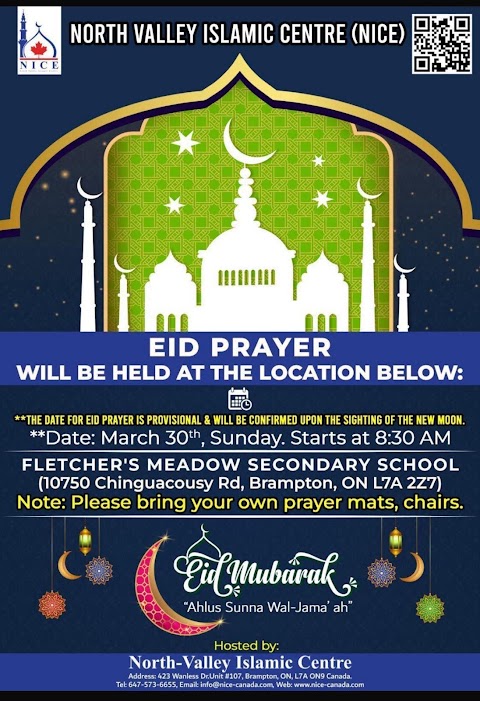 NORTH VALLEY ISLAMIC CENTRE (NICE)
NICE
EID PRAYER
WILL BE HELD AT THE LOCATION BELOW:
**THE DATE FOR EID PRAYER IS PROVISIONAL & WILL BE CONFIRMED UPON THE SIGHTING OF THE NEW MOON.
**Date: March 30th, Sunday. Starts at 8:30 AM
FLETCHER'S MEADOW SECONDARY SCHOOL
(10750 Chinguacousy Rd, Brampton, ON L7A 2Z7)
Note: Please bring your own prayer mats, chairs.
Eid Mubarak
"Ahlus Sunna Wal-Jama' ah"
Hosted by:
North-Valley Islamic Centre
Address: 423 Wanless Dr.Unit #107, Brampton, ON, L7A ON9 Canada.
Tel: 647-573-6655, Email: info@nice-canada.com, Web: www.nice-canada.com